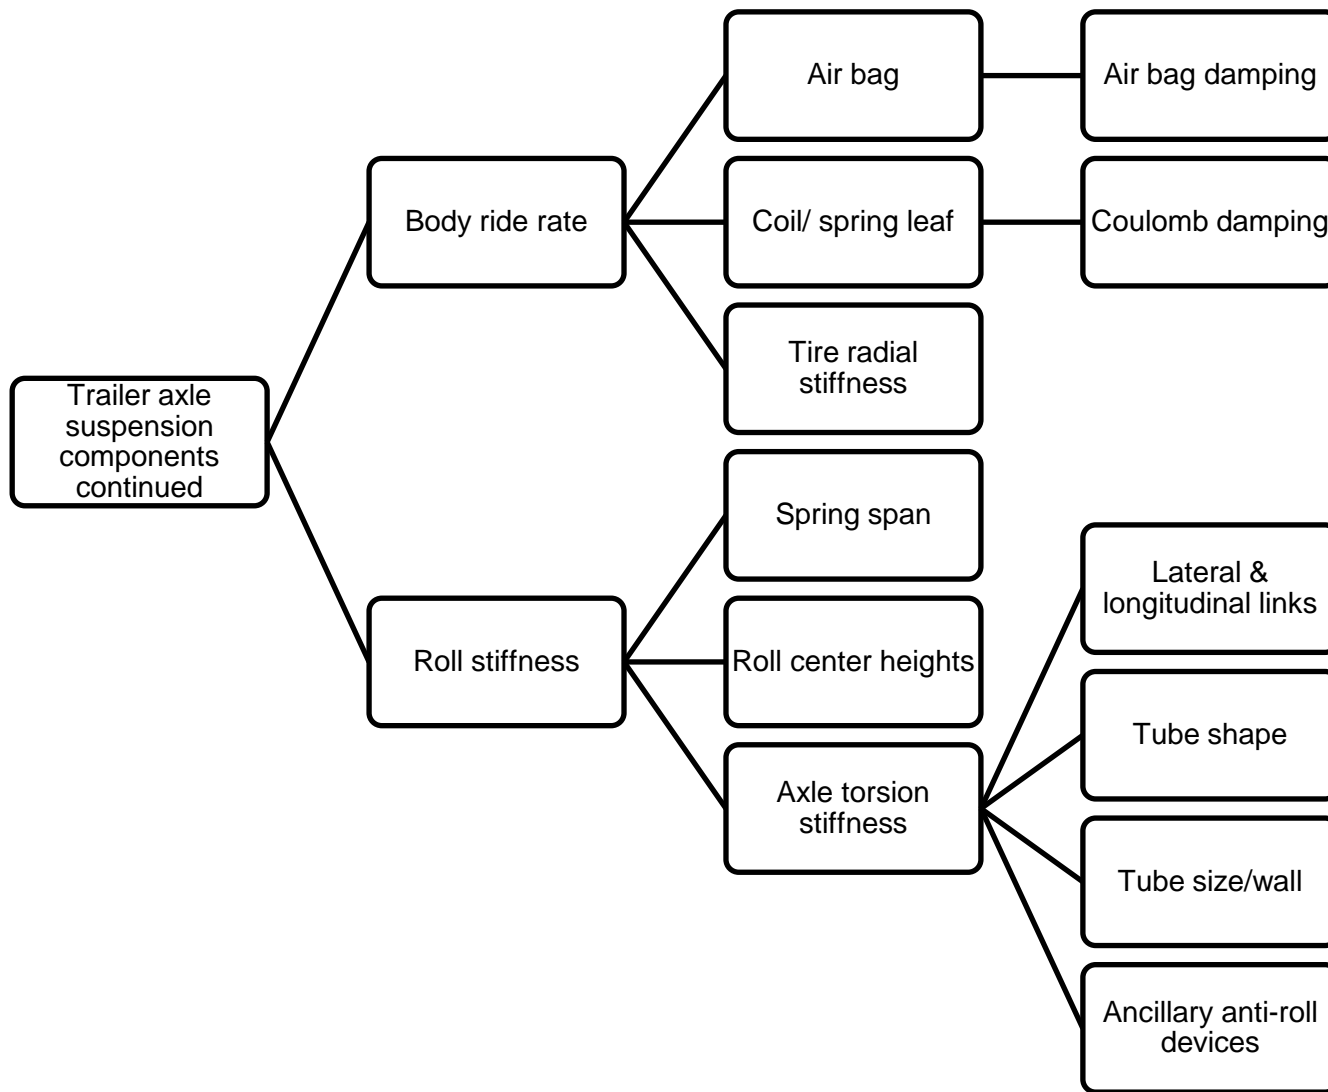 Trailer axle
suspension
components
continued
Body ride rate
Air bag
Air bag damping
Coil/ spring leaf
Coulomb damping
Tire radial
stiffness
Roll stiffness
Spring span
Roll center heights
Axle torsion
stiffness
Lateral &
longitudinal links
Tube shape
Tube size/wall
Ancillary anti-roll
devices